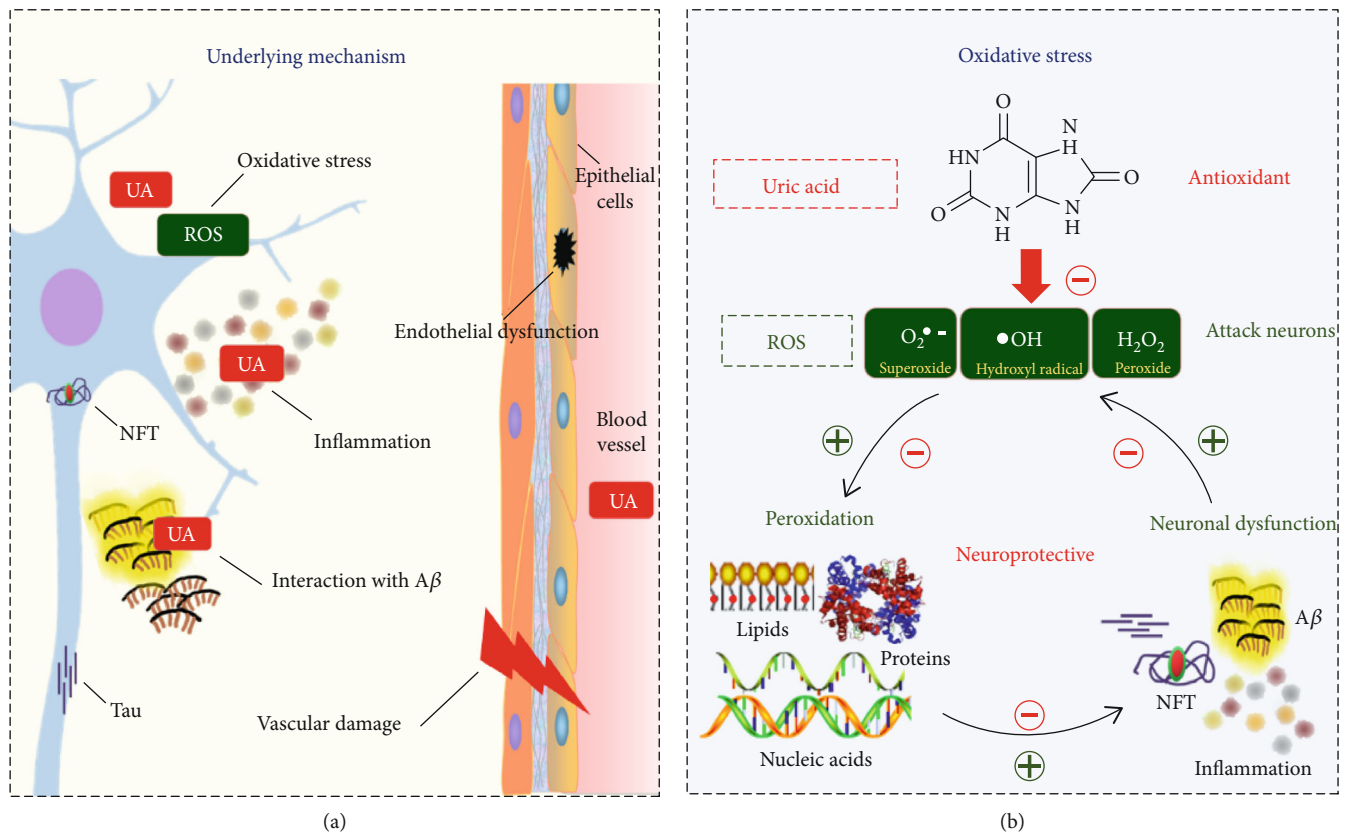 Underlying mechanism
Oxidative stress
UA
ROS
Epithelial
cells
Endothelial dysfunction
UA
NFT
Inflammation
Blood
vessel
UA
UA
Interaction with Aβ
Tau
Vascular damage
(a)
Oxidative stress
O
N
H
HN
O
O
N
H
N
H
Uric acid
Antioxidant
−
ROS
O₂•−
Superoxide
•OH
Hydroxyl radical
H₂O₂
Peroxide
Attack neurons
+
−
−
+
Peroxidation
Neuronal dysfunction
Neuroprotective
Lipids
Proteins
Nucleic acids
Aβ
NFT
Inflammation
−
+
(b)